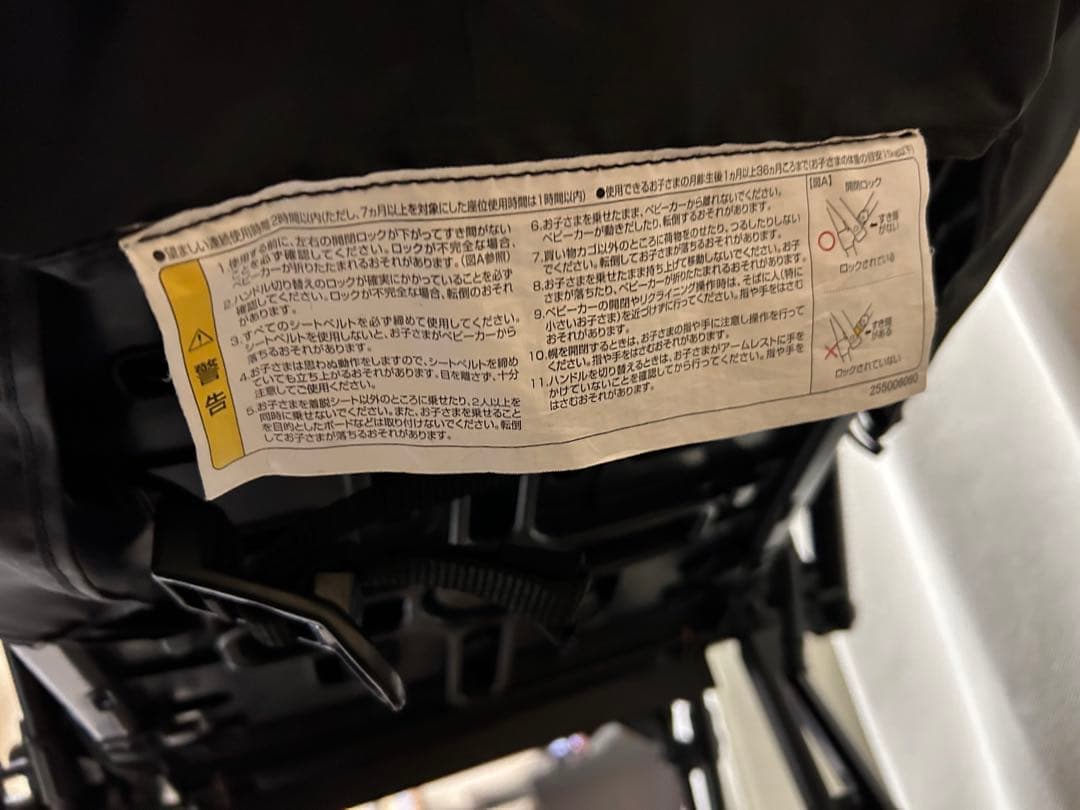 ●望ましい連続使用時間2時間以内(ただし、7ヵ月以上を対象にした座位使用時間は1時間以内) ●使用できるお子さまの月齢生後1ヵ月以上36ヵ月ころまで(お子さまの体重の目安15kg以下)
警告
1.使用する前に、左右の開閉ロックが下がってすき間がない
ことを必ず確認してください。ロックが不完全な場合、
ベビーカーが折りたたまれるおそれがあります。(図A参照)
2.ハンドル切り替えのロックが確実にかかっていることを必ず
確認してください。ロックが不完全な場合、転倒のおそれ
があります。
3.すべてのシートベルトを必ず締めて使用してください。
シートベルトを使用しないと、お子さまがベビーカーから
落ちるおそれがあります。
4.お子さまは思わぬ動作をしますので、シートベルトを締め
ていても立ち上がるおそれがあります。目を離さず、十分
注意してご使用ください。
5.お子さまを着脱シート以外のところに乗せたり、2人以上を
同時に乗せないでください。また、お子さまを乗せること
を目的としたボードなどは取り付けないでください。転倒
してお子さまが落ちるおそれがあります。
6.お子さまを乗せたまま、ベビーカーから離れないでください。
ベビーカーが動きだしたり、転倒するおそれがあります。
7.買い物カゴ以外のところに荷物をのせたり、つるしたりしない
でください。転倒してお子さまが落ちるおそれがあります。
8.お子さまを乗せたまま持ち上げて移動しないでください。お子
さまが落ちたり、ベビーカーが折りたたまれるおそれがあります。
9.ベビーカーの開閉やリクライニング操作時は、そばに人(特に
小さいお子さま)を近づけずに行ってください。指や手をはさむ
おそれがあります。
10.幌を開閉するときは、お子さまの指や手に注意し操作を行って
ください。指や手をはさむおそれがあります。
11.ハンドルを切り替えるときは、お子さまがアームレストに手を
かけていないことを確認してから行ってください。指や手を
はさむおそれがあります。
【図A】 開閉ロック
すき間
がない
ロックされている
すき間
がある
ロックされていない
255006060